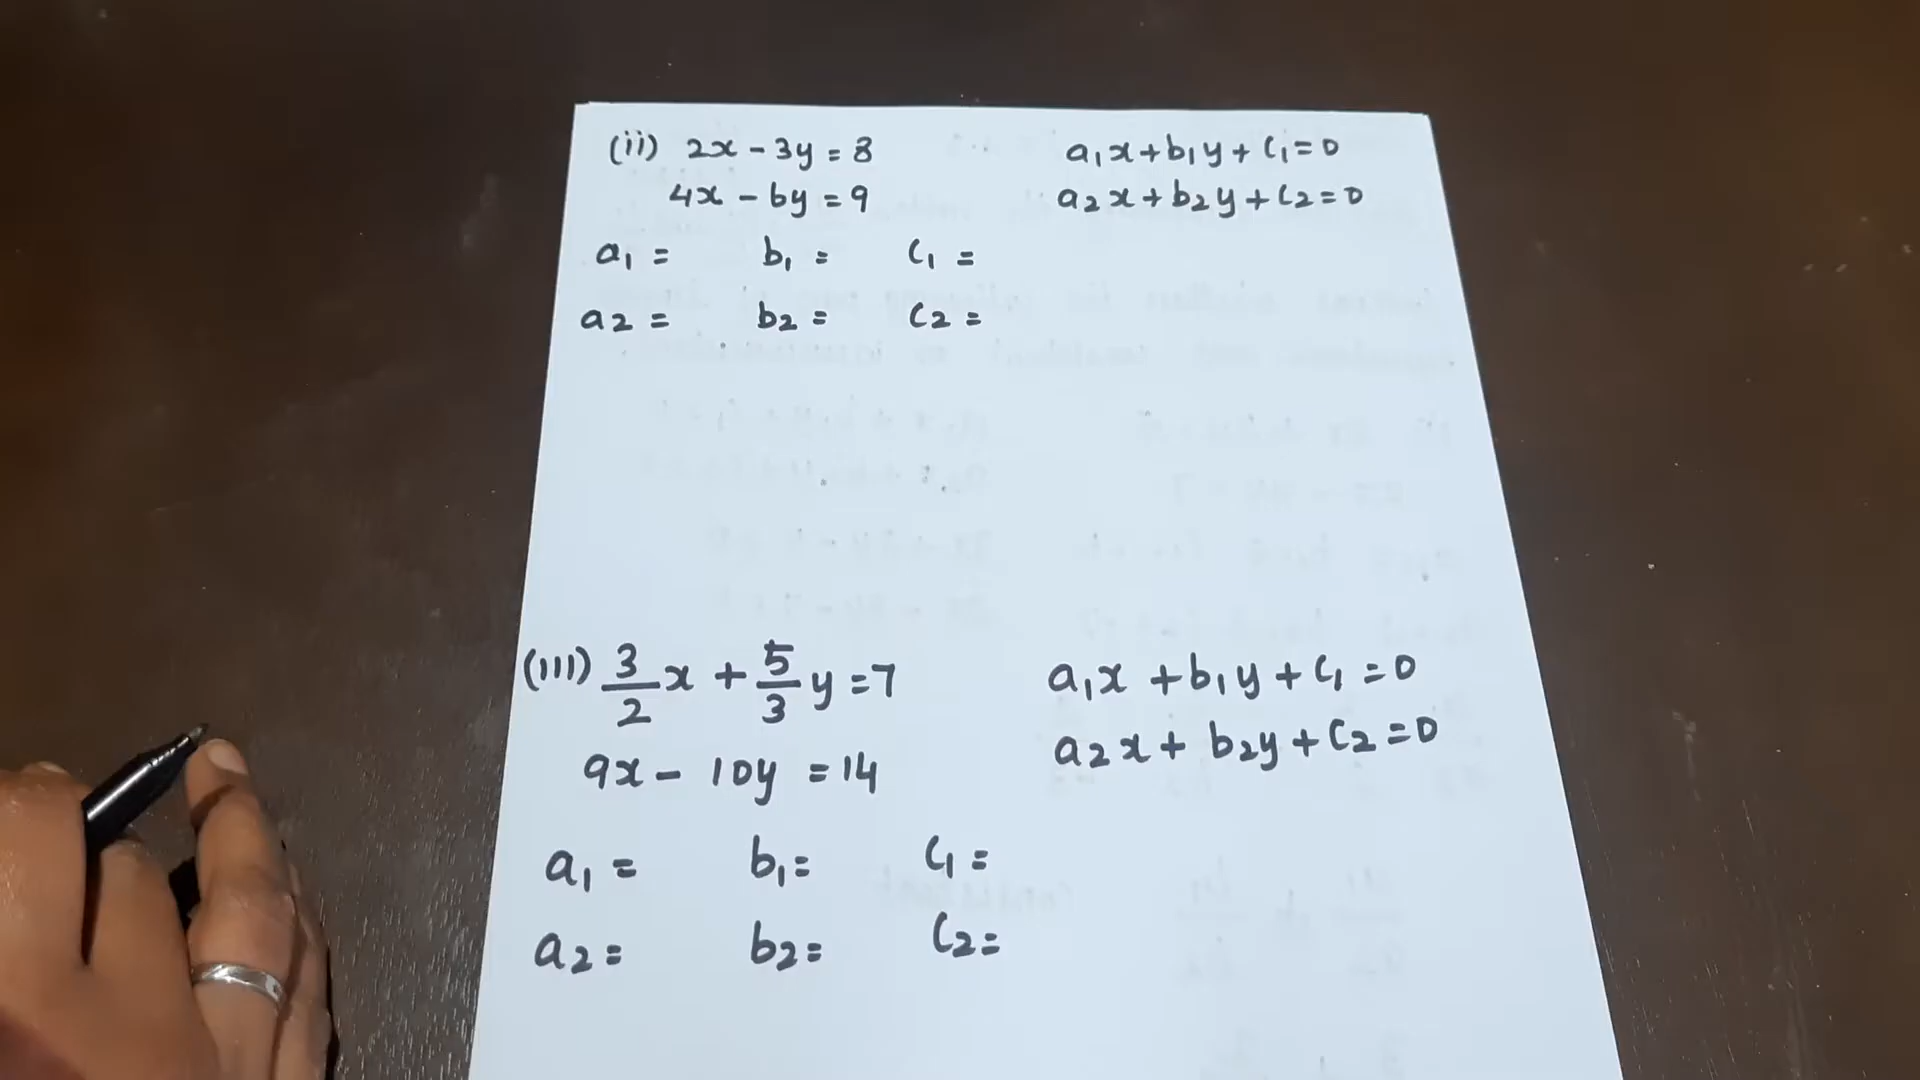 (ii) 2x - 3y = 8 a₁x + b₁y + c₁ = 0
4x - 6y = 9 a₂x + b₂y + c₂ = 0
a₁ = b₁ = c₁ =
a₂ = b₂ = c₂ =
(iii) 3/2 x + 5/3 y = 7 a₁x + b₁y + c₁ = 0
9x - 10y = 14 a₂x + b₂y + c₂ = 0
a₁ = b₁ = c₁ =
a₂ = b₂ = c₂ =